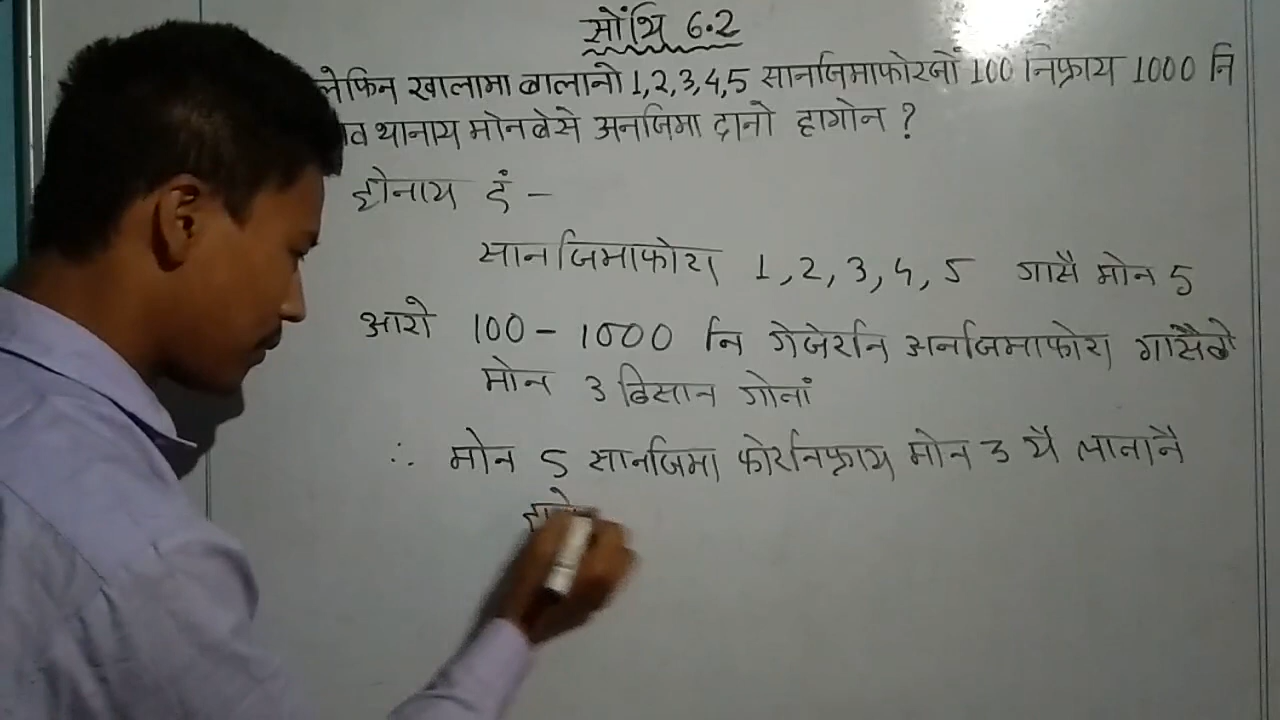 सोंथि 6.2
लेफिन खालामा बालानो 1,2,3,4,5 सानजिमाफोरजों 100 निफ्राय 1000 नि
थानाय मोनबेसे अनजिमा दानो हागोन ?
होनाय दं –
सानजिमाफोरा 1, 2, 3, 4, 5 गासै मोन 5
आरो 100 – 1000 नि गेजेरनि अनजिमाफोरा गासैबो
मोन 3 बिसान गोनां
∴ मोन 5 सानजिमा फोरनिफ्राय मोन 3 यै लानानै